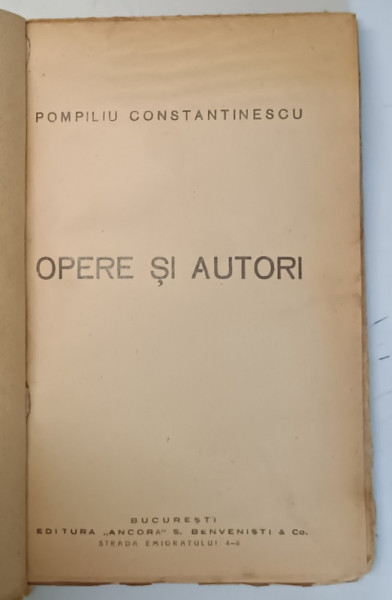 POMPILIU CONSTANTINESCU
OPERE ȘI AUTORI
BUCUREȘTI
EDITURA „ANCORA" S. BENVENISTI & Co.
STRADA EMIGRATULUI 4-6